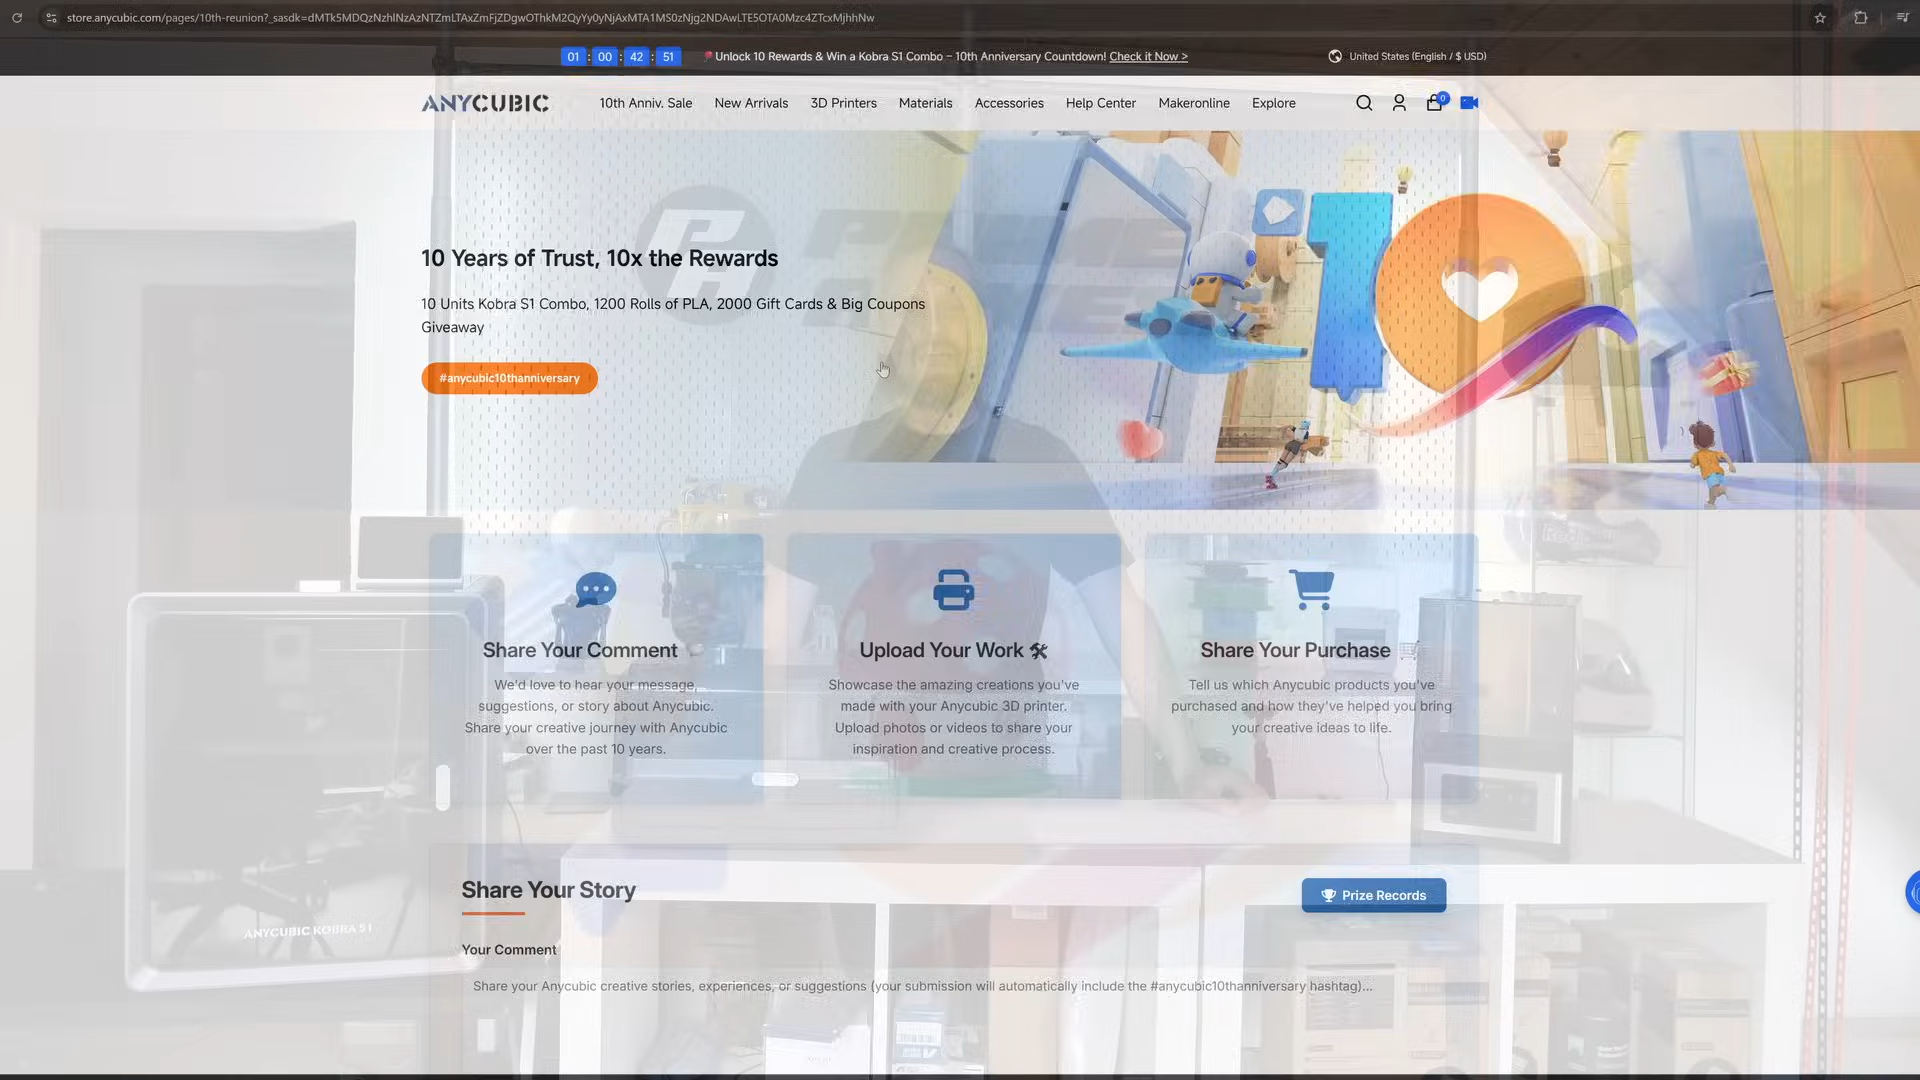 store.anycubic.com/pages/10th-reunion?_sasdk=dMTk5MDQzNzhlNzAzNTZmLTAxZmFjZDgwOThkM2QyYy0yNjAxMTA1MS0zNjg2NDAwLTE5OTA0Mzc4ZTcxMjhhNw
01 : 00 : 42 : 51
Unlock 10 Rewards & Win a Kobra S1 Combo – 10th Anniversary Countdown! Check it Now >
United States (English / $ USD)
ANYCUBIC
10th Anniv. Sale
New Arrivals
3D Printers
Materials
Accessories
Help Center
Makeronline
Explore
0
10 Years of Trust, 10x the Rewards
10 Units Kobra S1 Combo, 1200 Rolls of PLA, 2000 Gift Cards & Big Coupons
Giveaway
#anycubic10thanniversary
10
Share Your Comment
We'd love to hear your message,
suggestions, or story about Anycubic.
Share your creative journey with Anycubic
over the past 10 years.
Upload Your Work
Showcase the amazing creations you've
made with your Anycubic 3D printer.
Upload photos or videos to share your
inspiration and creative process.
Share Your Purchase
Tell us which Anycubic products you've
purchased and how they've helped you bring
your creative ideas to life.
Share Your Story
Prize Records
ANYCUBIC KOBRA S1
Your Comment
Share your Anycubic creative stories, experiences, or suggestions (your submission will automatically include the #anycubic10thanniversary hashtag)...